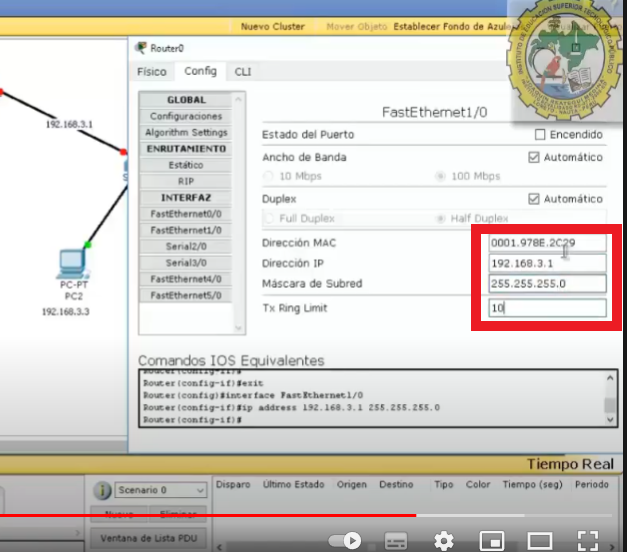 Nuevo Cluster Mover Objeto Establecer Fondo de
Router0
Físico Config CLI
GLOBAL
Configuraciones
Algorithm Settings
ENRUTAMIENTO
Estático
RIP
INTERFAZ
FastEthernet0/0
FastEthernet1/0
Serial2/0
Serial3/0
FastEthernet4/0
FastEthernet5/0
FastEthernet1/0
Estado del Puerto Encendido
Ancho de Banda Automático
10 Mbps 100 Mbps
Duplex Automático
Full Duplex Half Duplex
Dirección MAC 0001.978E.2C29
Dirección IP 192.168.3.1
Máscara de Subred 255.255.255.0
Tx Ring Limit 10
192.168.3.1
PC-PT
PC2
192.168.3.3
Comandos IOS Equivalentes
Router(config-if)#
Router(config-if)#exit
Router(config)#interface FastEthernet1/0
Router(config-if)#ip address 192.168.3.1 255.255.255.0
Router(config-if)#
Tiempo Real
Scenario 0
Nuevo Eliminar
Ventana de Lista PDU
Disparo Último Estado Origen Destino Tipo Color Tiempo (seg) Periodo